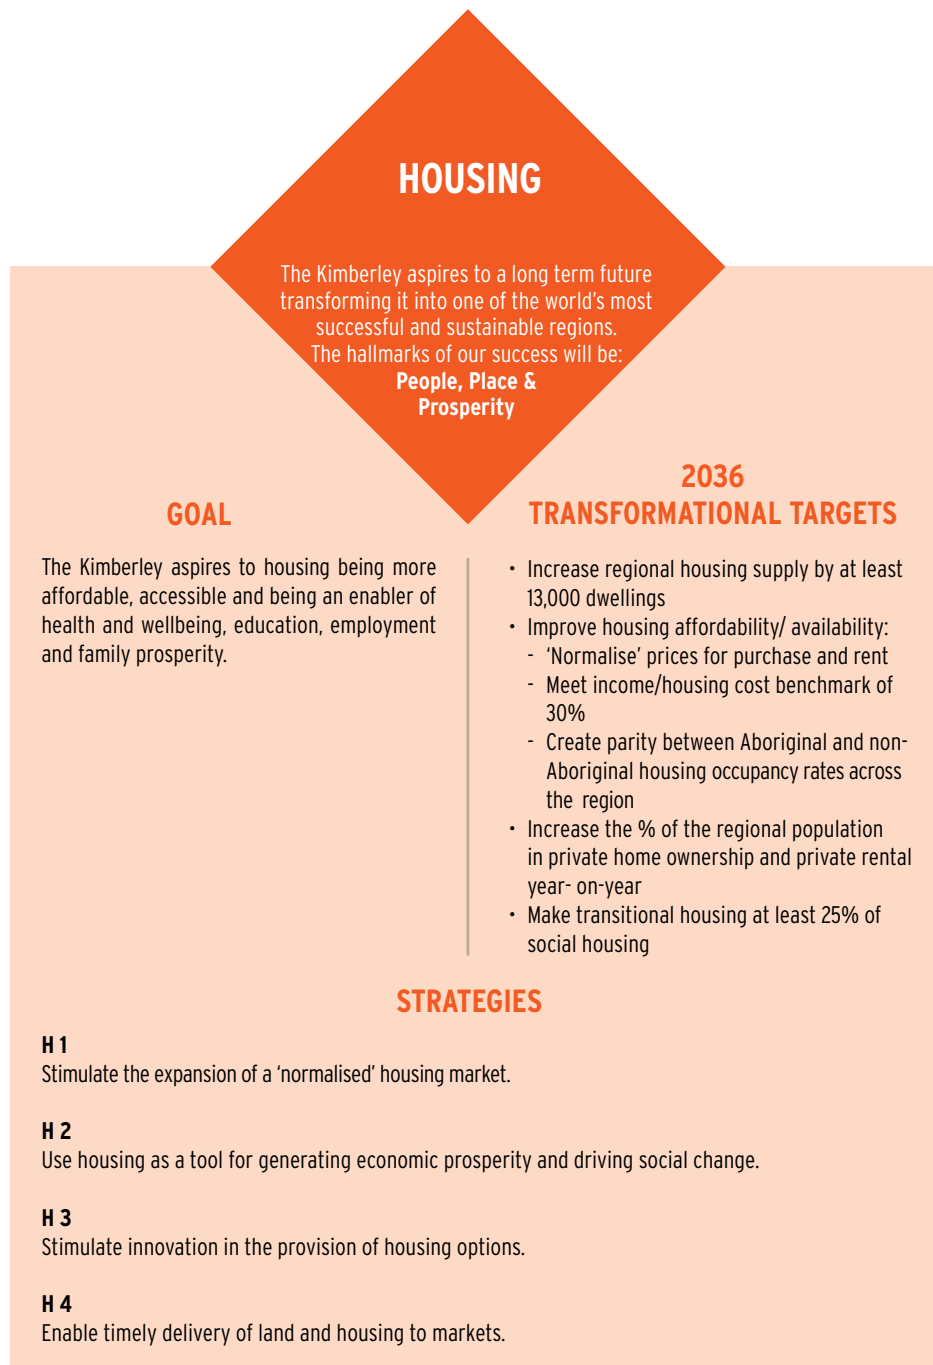 HOUSING
The Kimberley aspires to a long term future
transforming it into one of the world's most
successful and sustainable regions.
The hallmarks of our success will be:
People, Place &
Prosperity
GOAL
The Kimberley aspires to housing being more
affordable, accessible and being an enabler of
health and wellbeing, education, employment
and family prosperity.
2036
TRANSFORMATIONAL TARGETS
• Increase regional housing supply by at least
13,000 dwellings
• Improve housing affordability/ availability:
- ‘Normalise’ prices for purchase and rent
- Meet income/housing cost benchmark of
30%
- Create parity between Aboriginal and non-
Aboriginal housing occupancy rates across
the region
• Increase the % of the regional population
in private home ownership and private rental
year- on-year
• Make transitional housing at least 25% of
social housing
STRATEGIES
H 1
Stimulate the expansion of a ‘normalised’ housing market.
H 2
Use housing as a tool for generating economic prosperity and driving social change.
H 3
Stimulate innovation in the provision of housing options.
H 4
Enable timely delivery of land and housing to markets.